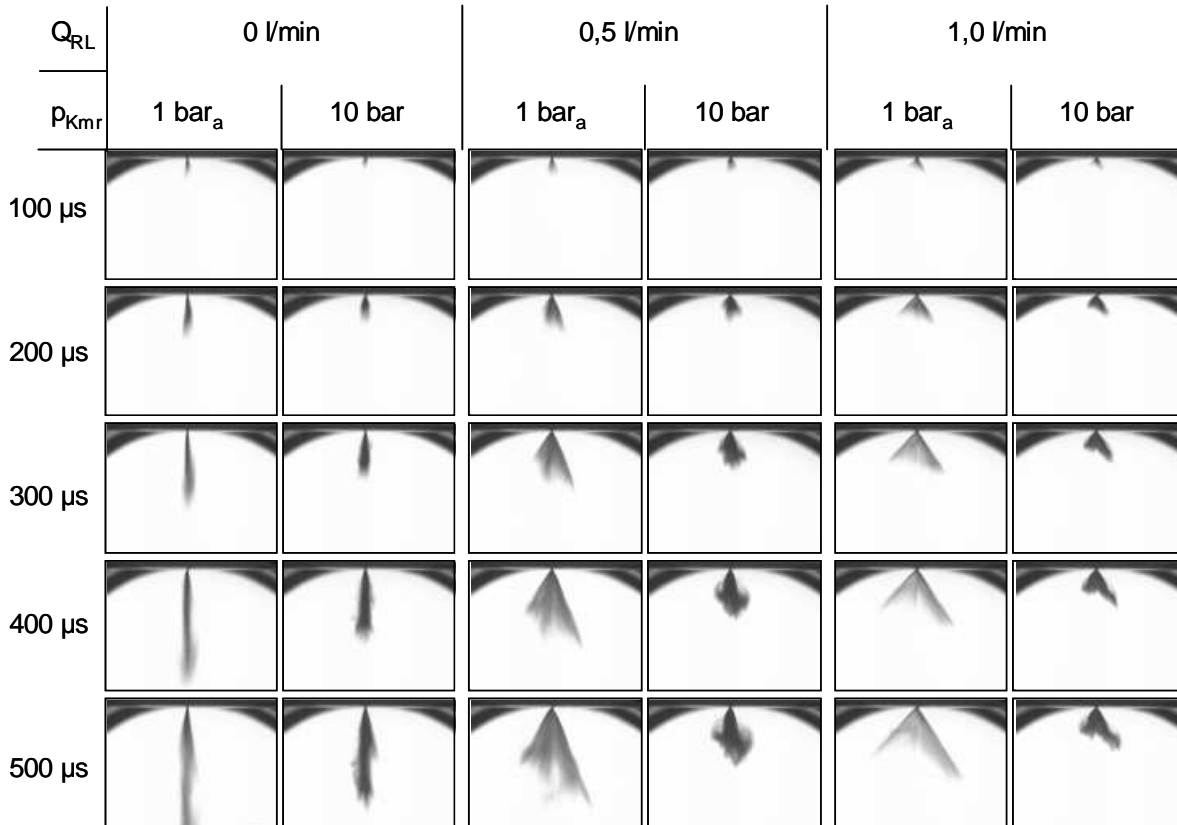 Q_RL 0 l/min 0,5 l/min 1,0 l/min
p_Kmr 1 bar_a 10 bar 1 bar_a 10 bar 1 bar_a 10 bar
100 µs
200 µs
300 µs
400 µs
500 µs